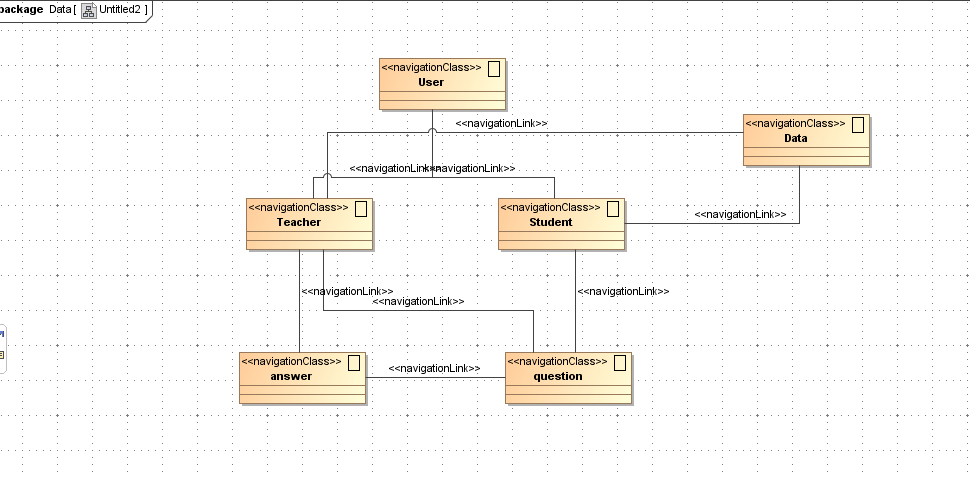 package Data[ Untitled2 ]
<<navigationClass>>
User
<<navigationLink>>
<<navigationClass>>
Data
<<navigationLink>>
<<navigationLink>>
<<navigationClass>>
Teacher
<<navigationClass>>
Student
<<navigationLink>>
<<navigationLink>>
<<navigationLink>>
<<navigationLink>>
<<navigationClass>>
answer
<<navigationLink>>
<<navigationClass>>
question